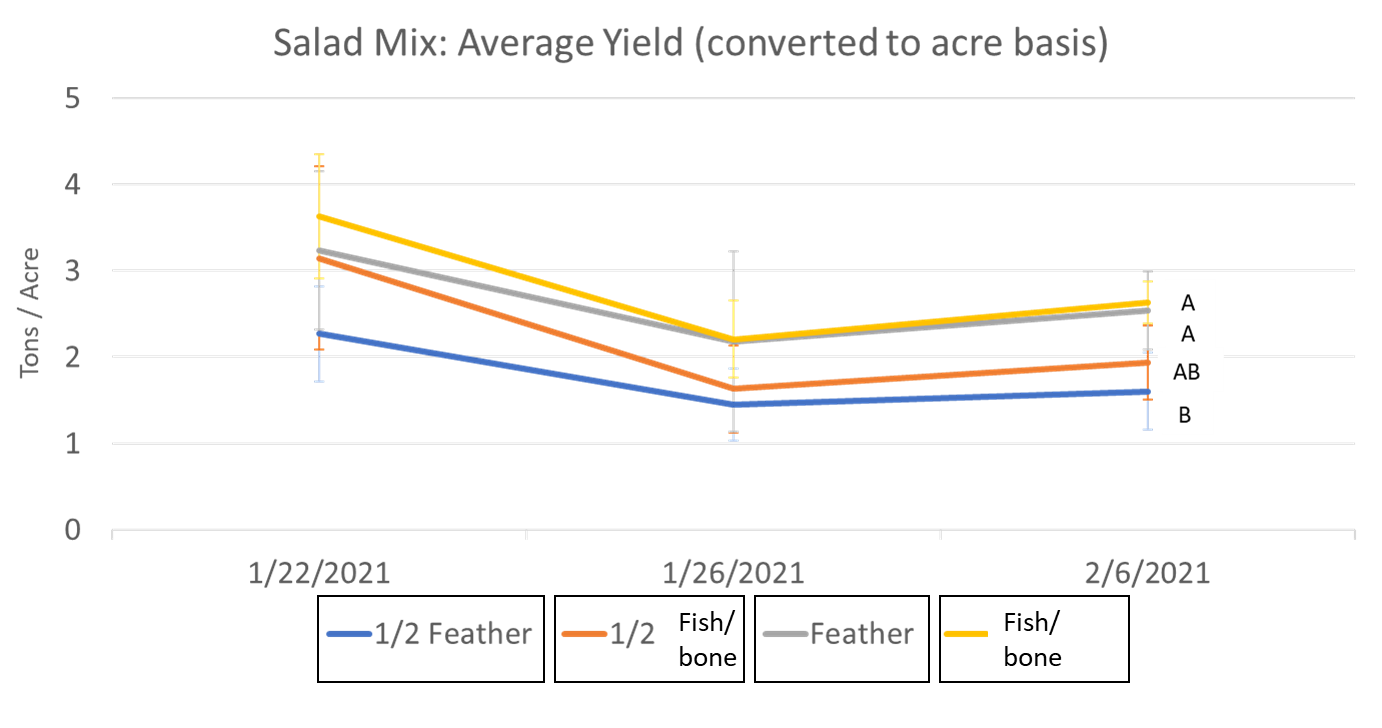 Salad Mix: Average Yield (converted to acre basis)
5
4
3
2
1
0
Tons / Acre
A
A
AB
B
1/22/2021
1/26/2021
2/6/2021
1/2 Feather
1/2 Fish/
bone
Feather
Fish/
bone